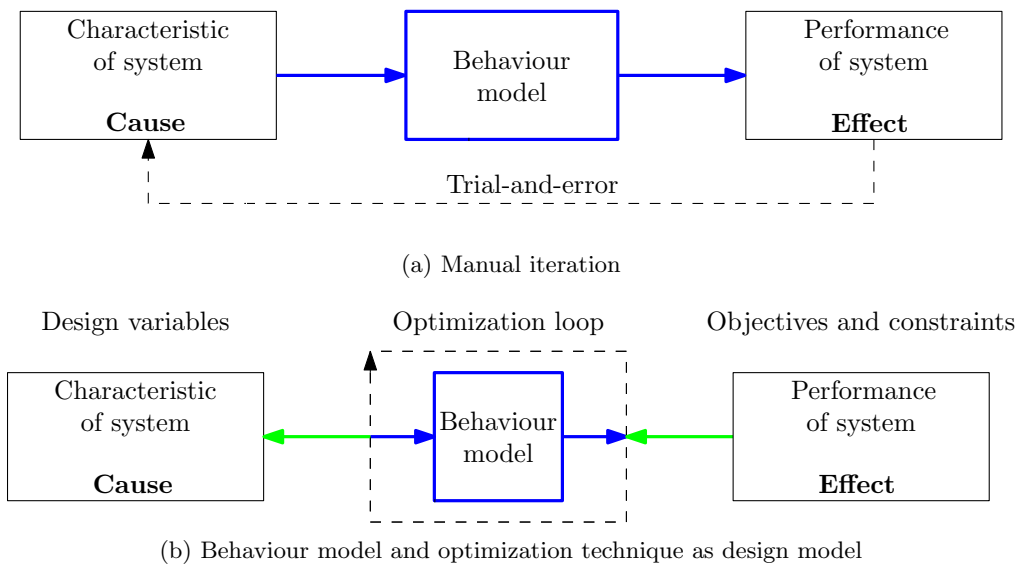 Characteristic
of system
Cause
Behaviour
model
Performance
of system
Effect
Trial-and-error
(a) Manual iteration
Design variables
Optimization loop
Objectives and constraints
Characteristic
of system
Cause
Behaviour
model
Performance
of system
Effect
(b) Behaviour model and optimization technique as design model